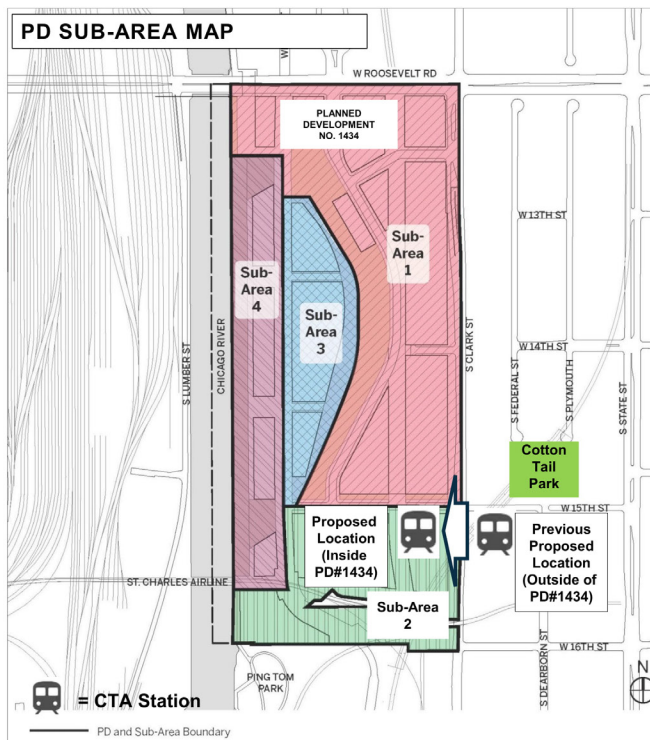 PD SUB-AREA MAP
W ROOSEVELT RD
PLANNED
DEVELOPMENT
NO. 1434
W 13TH ST
Sub-
Area
1
Sub-
Area
4
Sub-
Area
3
S LUMBER ST
CHICAGO RIVER
S CLARK ST
W 14TH ST
S FEDERAL ST
S PLYMOUTH
S STATE ST
Cotton
Tail
Park
W 15TH ST
Proposed
Location
(Inside
PD#1434)
Previous
Proposed
Location
(Outside of
PD#1434)
ST. CHARLES AIRLINE
Sub-Area
2
W 16TH ST
S DEARBORN ST
PING TOM
PARK
N
= CTA Station
PD and Sub-Area Boundary